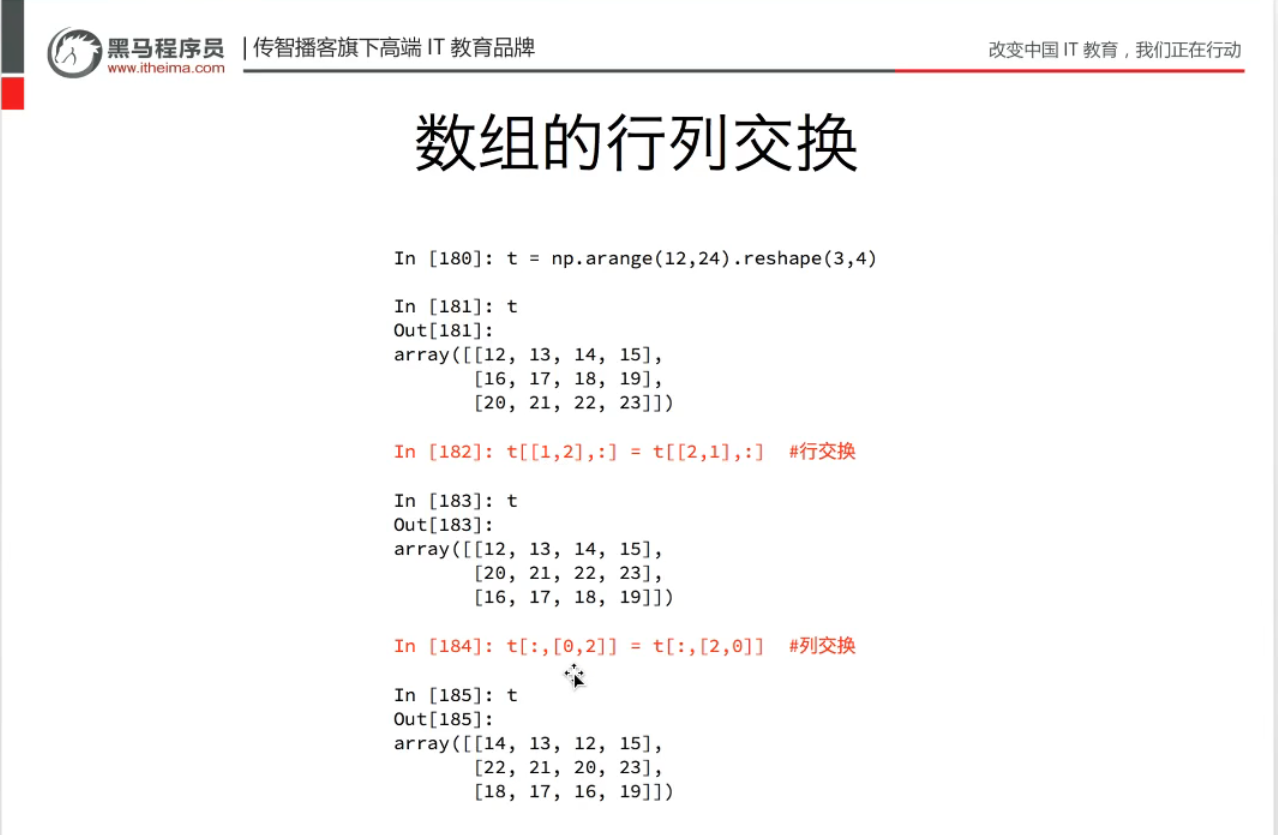 黑马程序员
www.itheima.com
|传智播客旗下高端 IT 教育品牌
改变中国 IT 教育，我们正在行动
数组的行列交换
In [180]: t = np.arange(12,24).reshape(3,4)
In [181]: t
Out[181]:
array([[12, 13, 14, 15],
       [16, 17, 18, 19],
       [20, 21, 22, 23]])
In [182]: t[[1,2],:] = t[[2,1],:]  #行交换
In [183]: t
Out[183]:
array([[12, 13, 14, 15],
       [20, 21, 22, 23],
       [16, 17, 18, 19]])
In [184]: t[:,[0,2]] = t[:,[2,0]]  #列交换
In [185]: t
Out[185]:
array([[14, 13, 12, 15],
       [22, 21, 20, 23],
       [18, 17, 16, 19]])